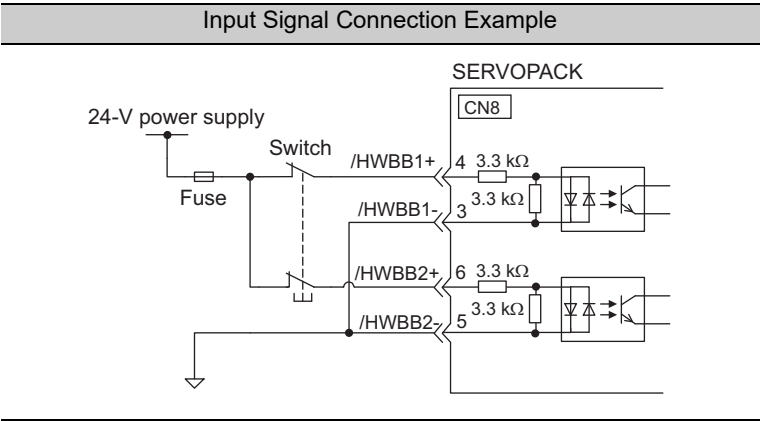 Input Signal Connection Example
SERVOPACK
CN8
24-V power supply
Switch
Fuse
/HWBB1+ 4 3.3 kΩ
3.3 kΩ
/HWBB1- 3
/HWBB2+ 6 3.3 kΩ
3.3 kΩ
/HWBB2- 5